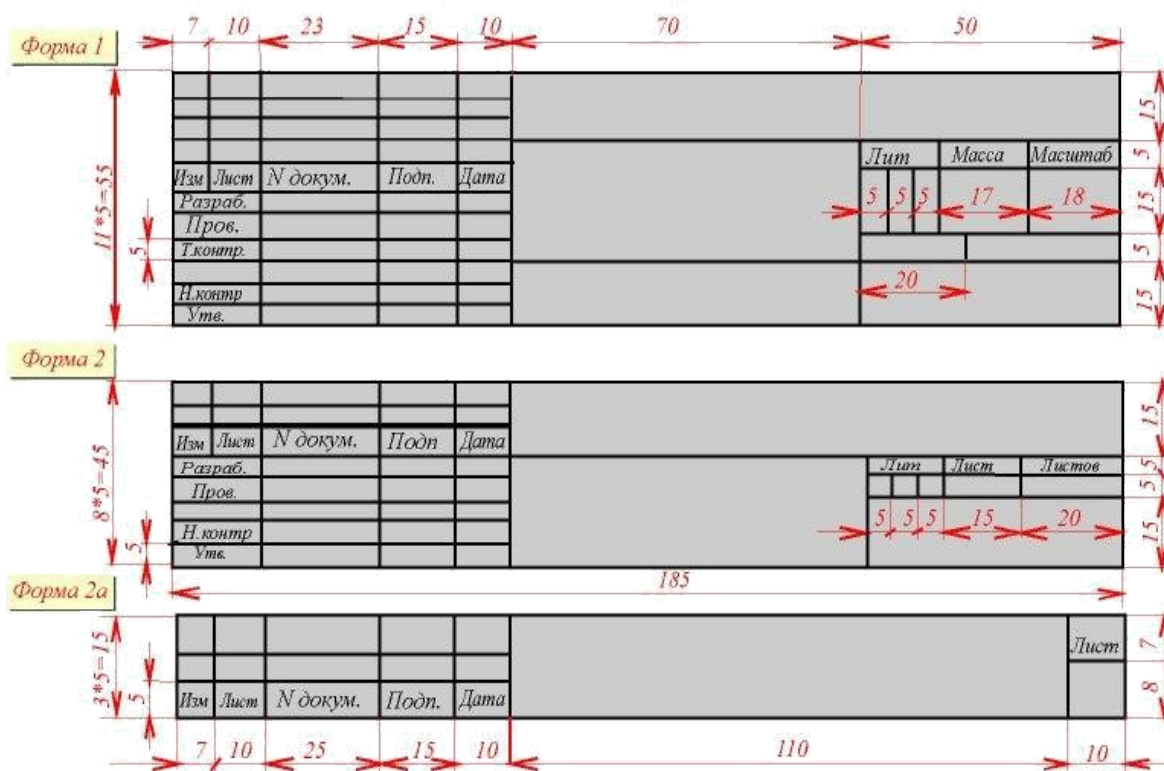 7 10 23 15 10 70 50
Форма 1
15
Лит Масса Масштаб 5
Изм Лист N докум. Подп. Дата
11*5=55
Разраб. 5 5 5 17 18 15
Пров.
5 Т.контр. 5
20
Н.контр 15
Утв.
Форма 2
15
Изм Лист N докум. Подп Дата
8*5=45
Разраб. Лит Лист Листов 5
Пров. 5
5 5 5 15 20 15
Н.контр
5 Утв.
185
Форма 2а
3*5=15
Лист 7
5 Изм Лист N докум. Подп. Дата 8
7 10 25 15 10 110 10